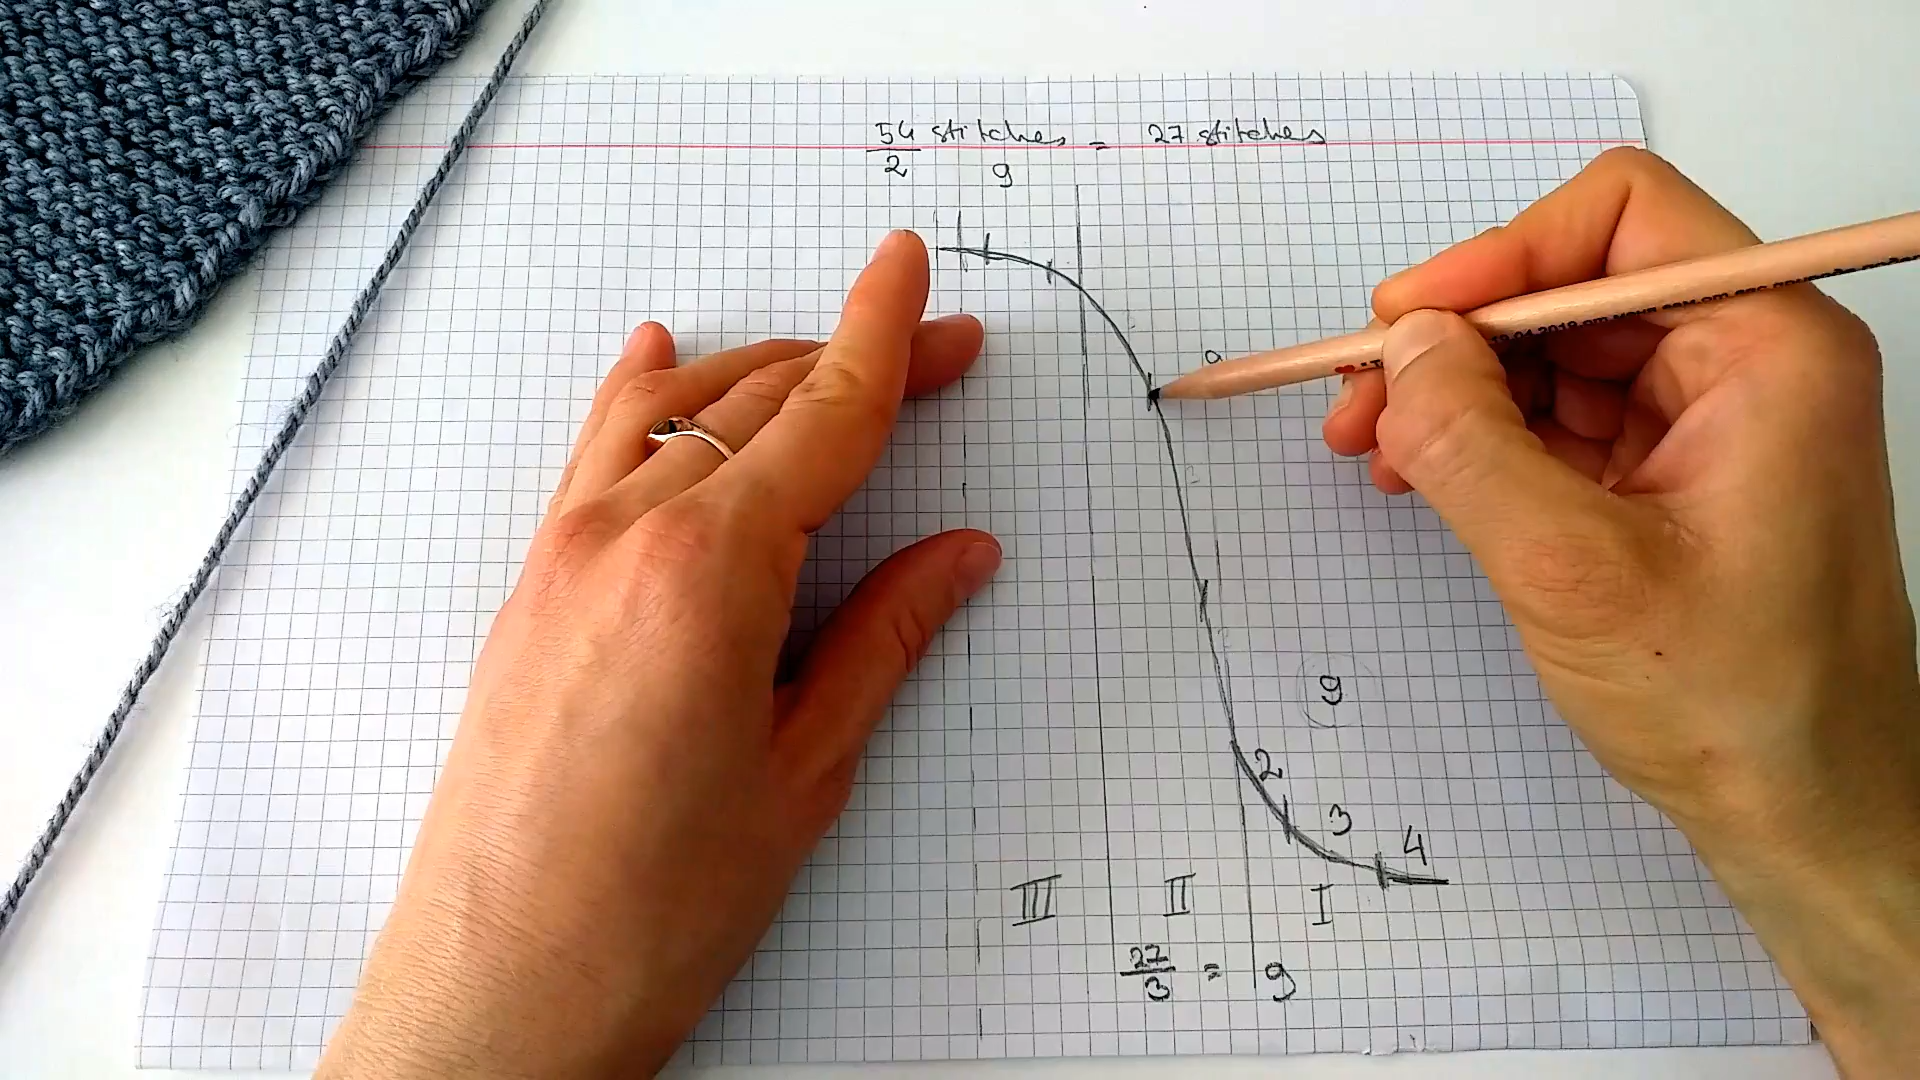 54 stitches = 27 stitches
2 9
9
9
2
3
4
III II I
27
3 = 9